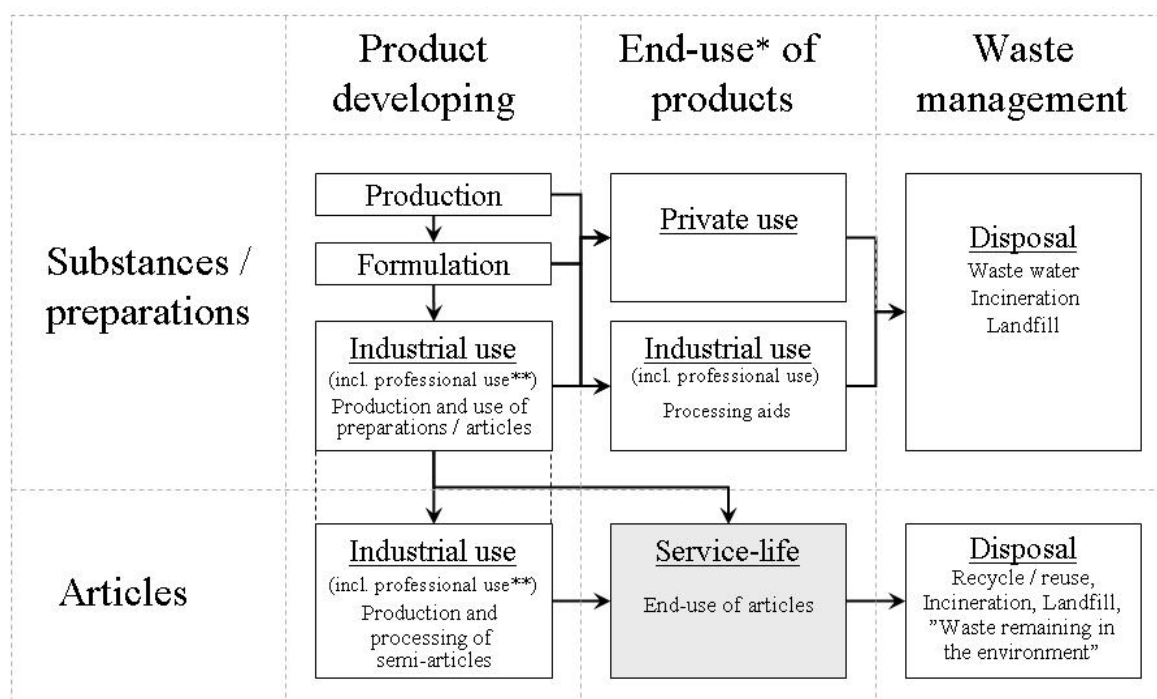 Product
developing
End-use* of
products
Waste
management
Substances /
preparations
Production
Formulation
Industrial use
(incl. professional use**)
Production and use of
preparations / articles
Private use
Industrial use
(incl. professional use)
Processing aids
Disposal
Waste water
Incineration
Landfill
Articles
Industrial use
(incl. professional use**)
Production and
processing of
semi-articles
Service-life
End-use of articles
Disposal
Recycle / reuse,
Incineration, Landfill,
”Waste remaining in
the environment”